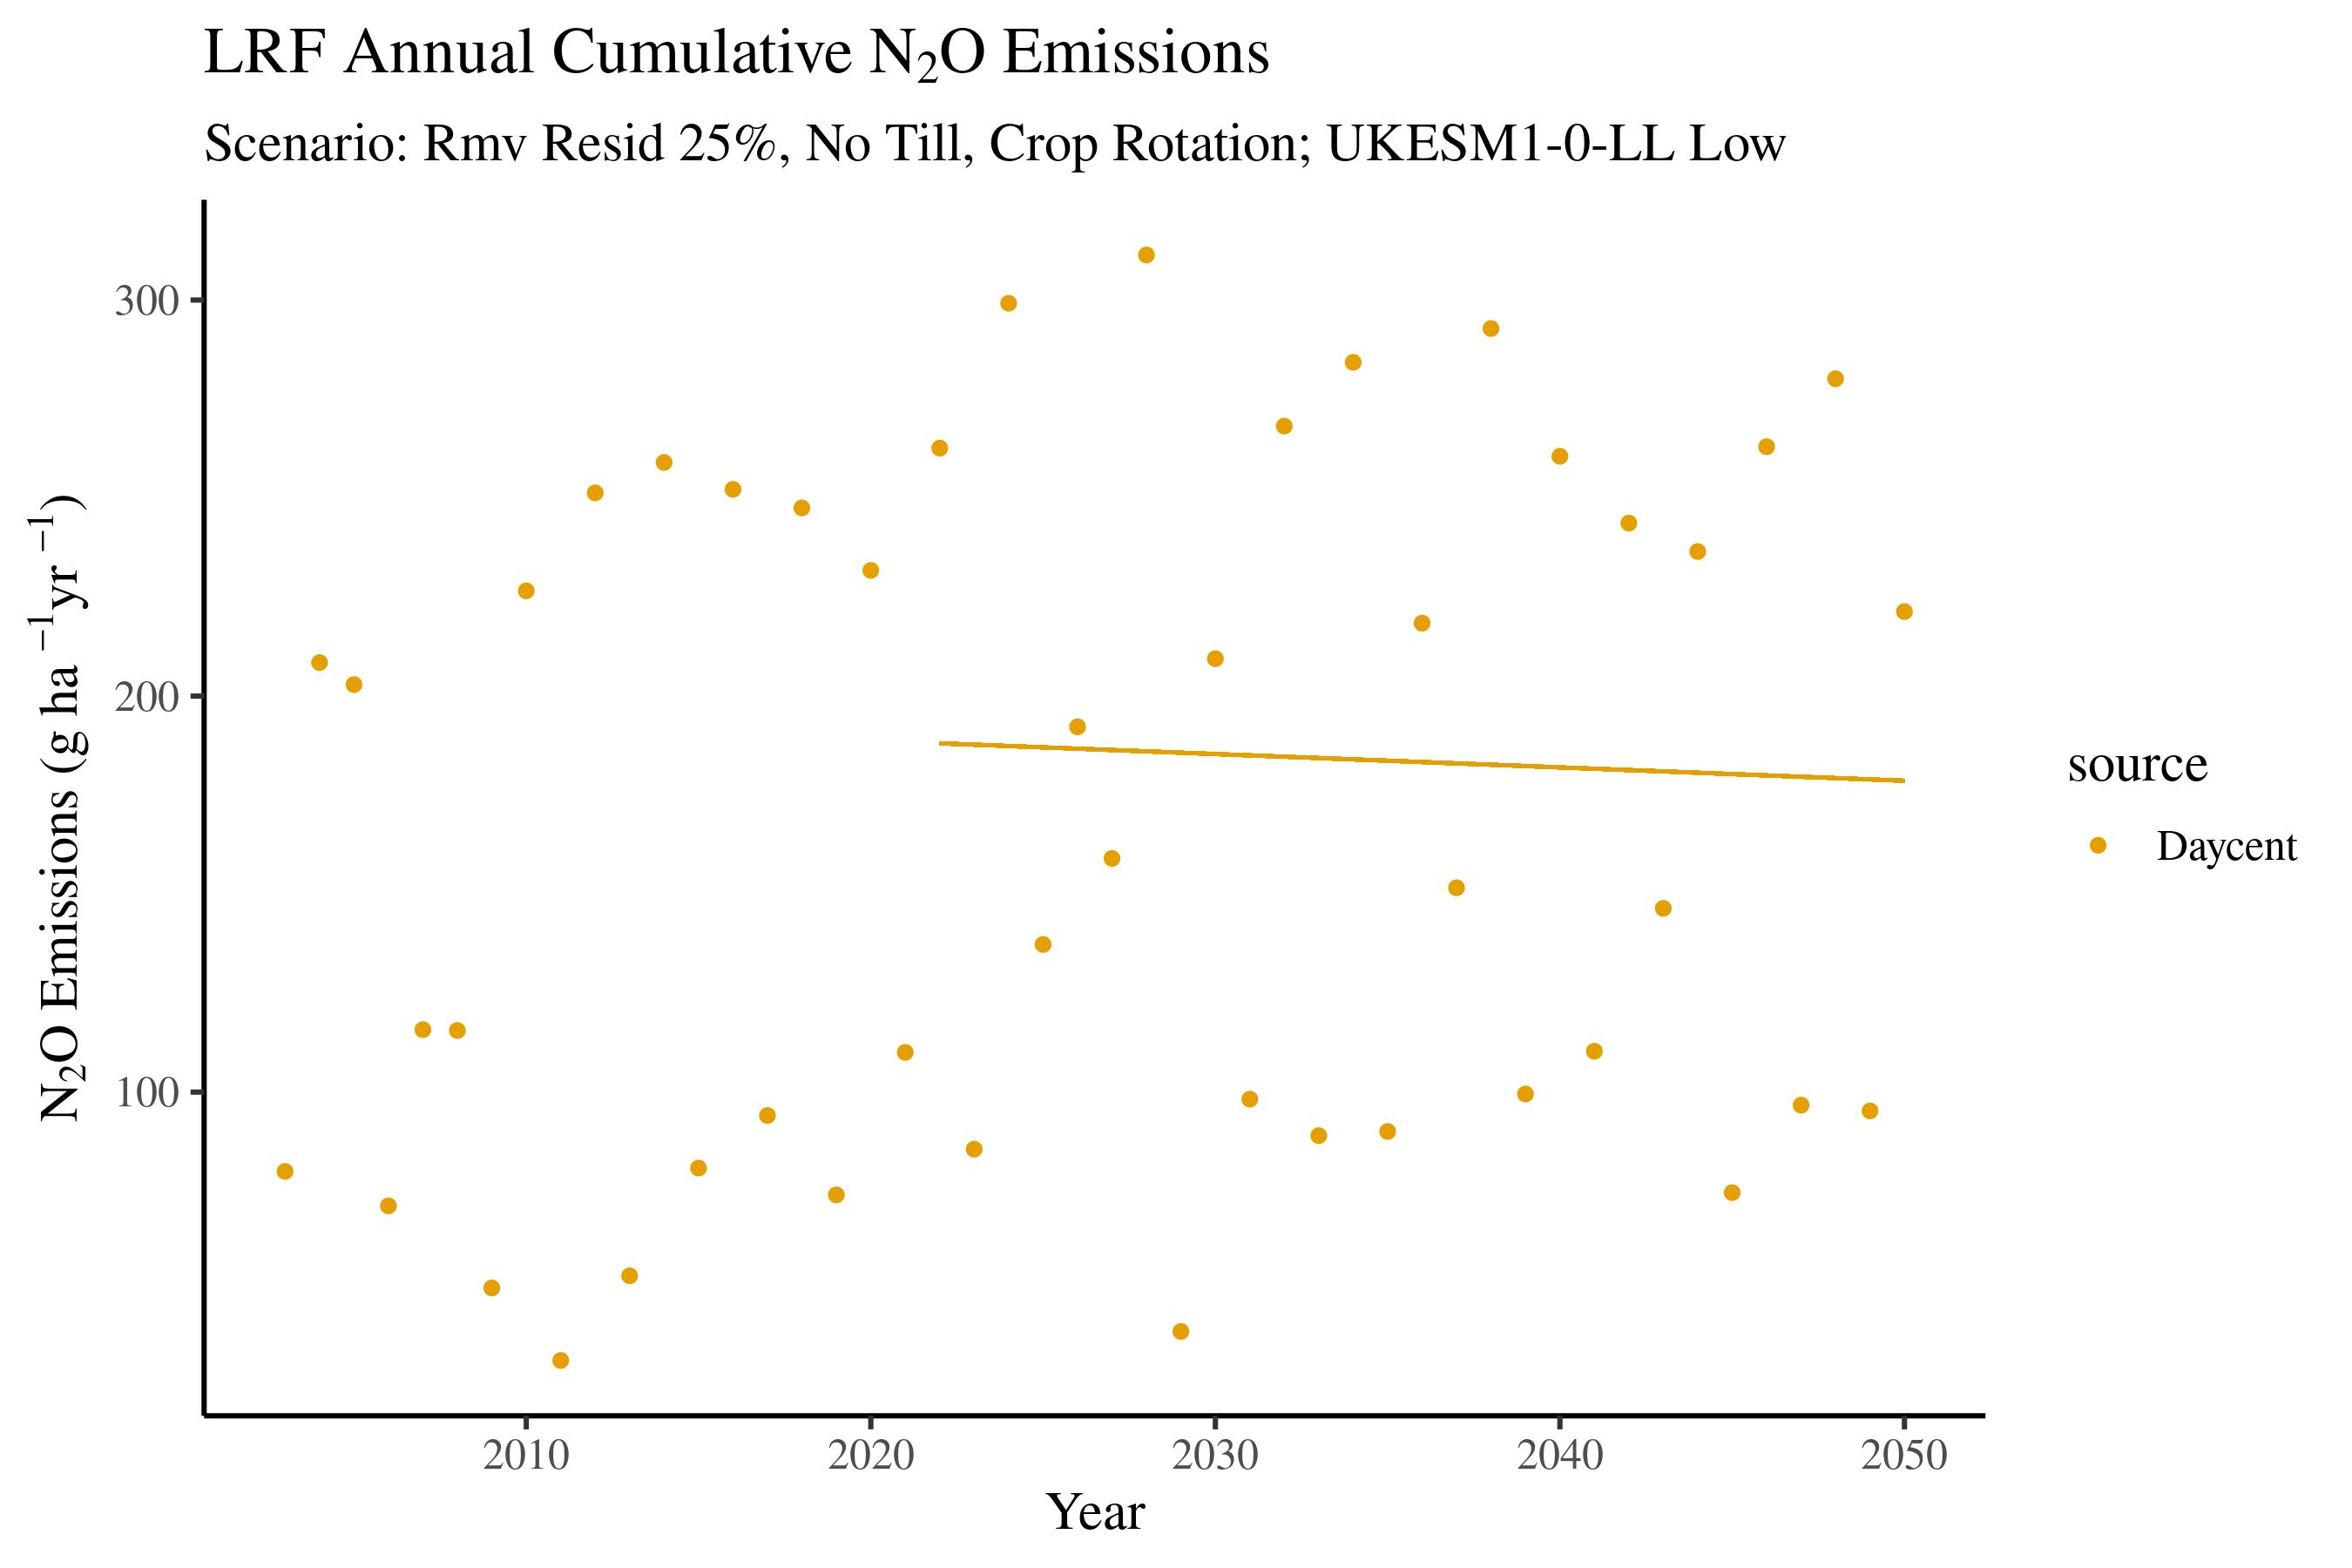 LRF Annual Cumulative N₂O Emissions
Scenario: Rmv Resid 25%, No Till, Crop Rotation; UKESM1-0-LL Low
N₂O Emissions (g ha⁻¹yr⁻¹)
300
200
100
2010 2020 2030 2040 2050
Year
source
Daycent